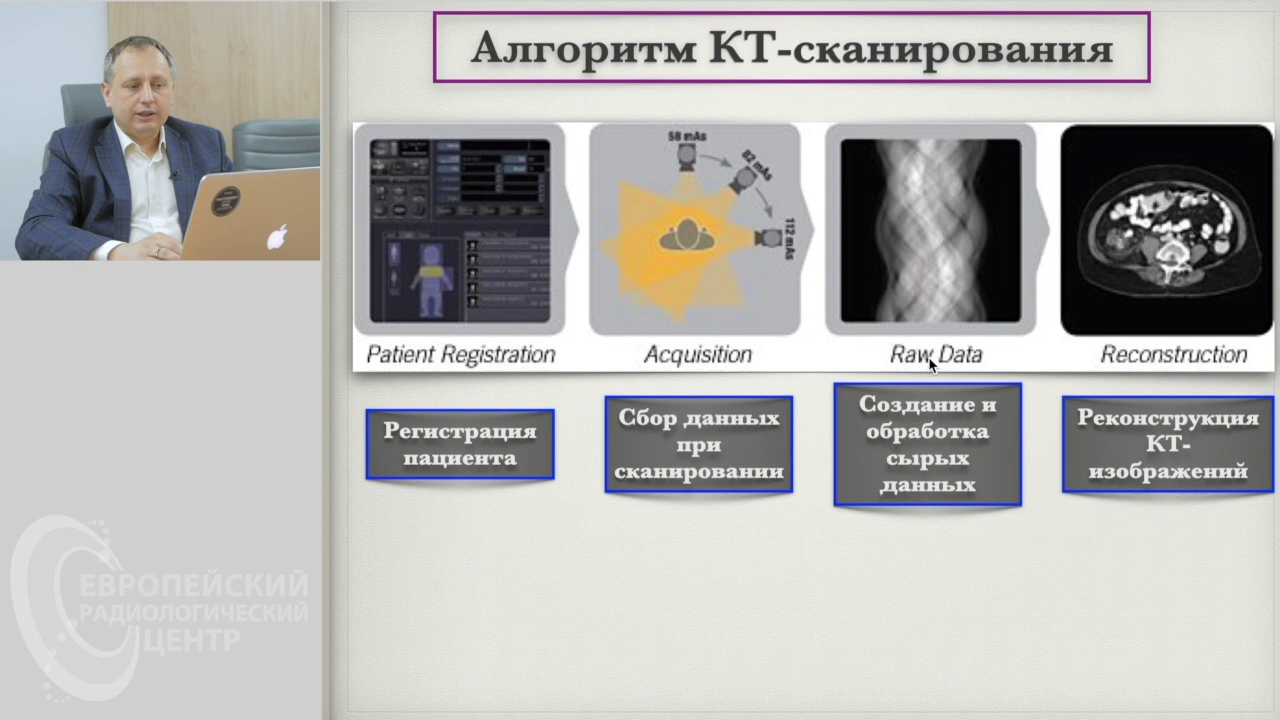 Алгоритм КТ-сканирования
58 mAs
82 mAs
112 mAs
Patient Registration
Acquisition
Raw Data
Reconstruction
Регистрация
пациента
Сбор данных
при
сканировании
Создание и
обработка
сырых
данных
Реконструкция
КТ-
изображений
ЕВРОПЕЙСКИЙ
РАДИОЛОГИЧЕСКИЙ
ЦЕНТР